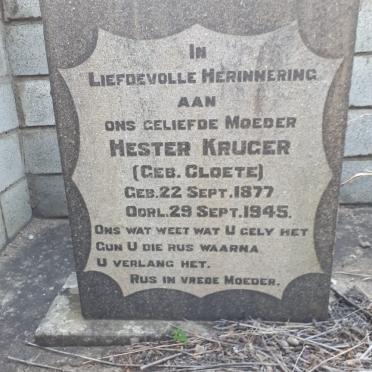 IN
LIEFDEVOLLE HERINNERING
AAN
ONS GELIEFDE MOEDER
HESTER KRUGER
(GEB. CLOETE)
GEB. 22 SEPT. 1877
OORL. 29 SEPT. 1945.
ONS WAT WEET WAT U GELY HET
GUN U DIE RUS WAARNA
U VERLANG HET.
RUS IN VREDE MOEDER.